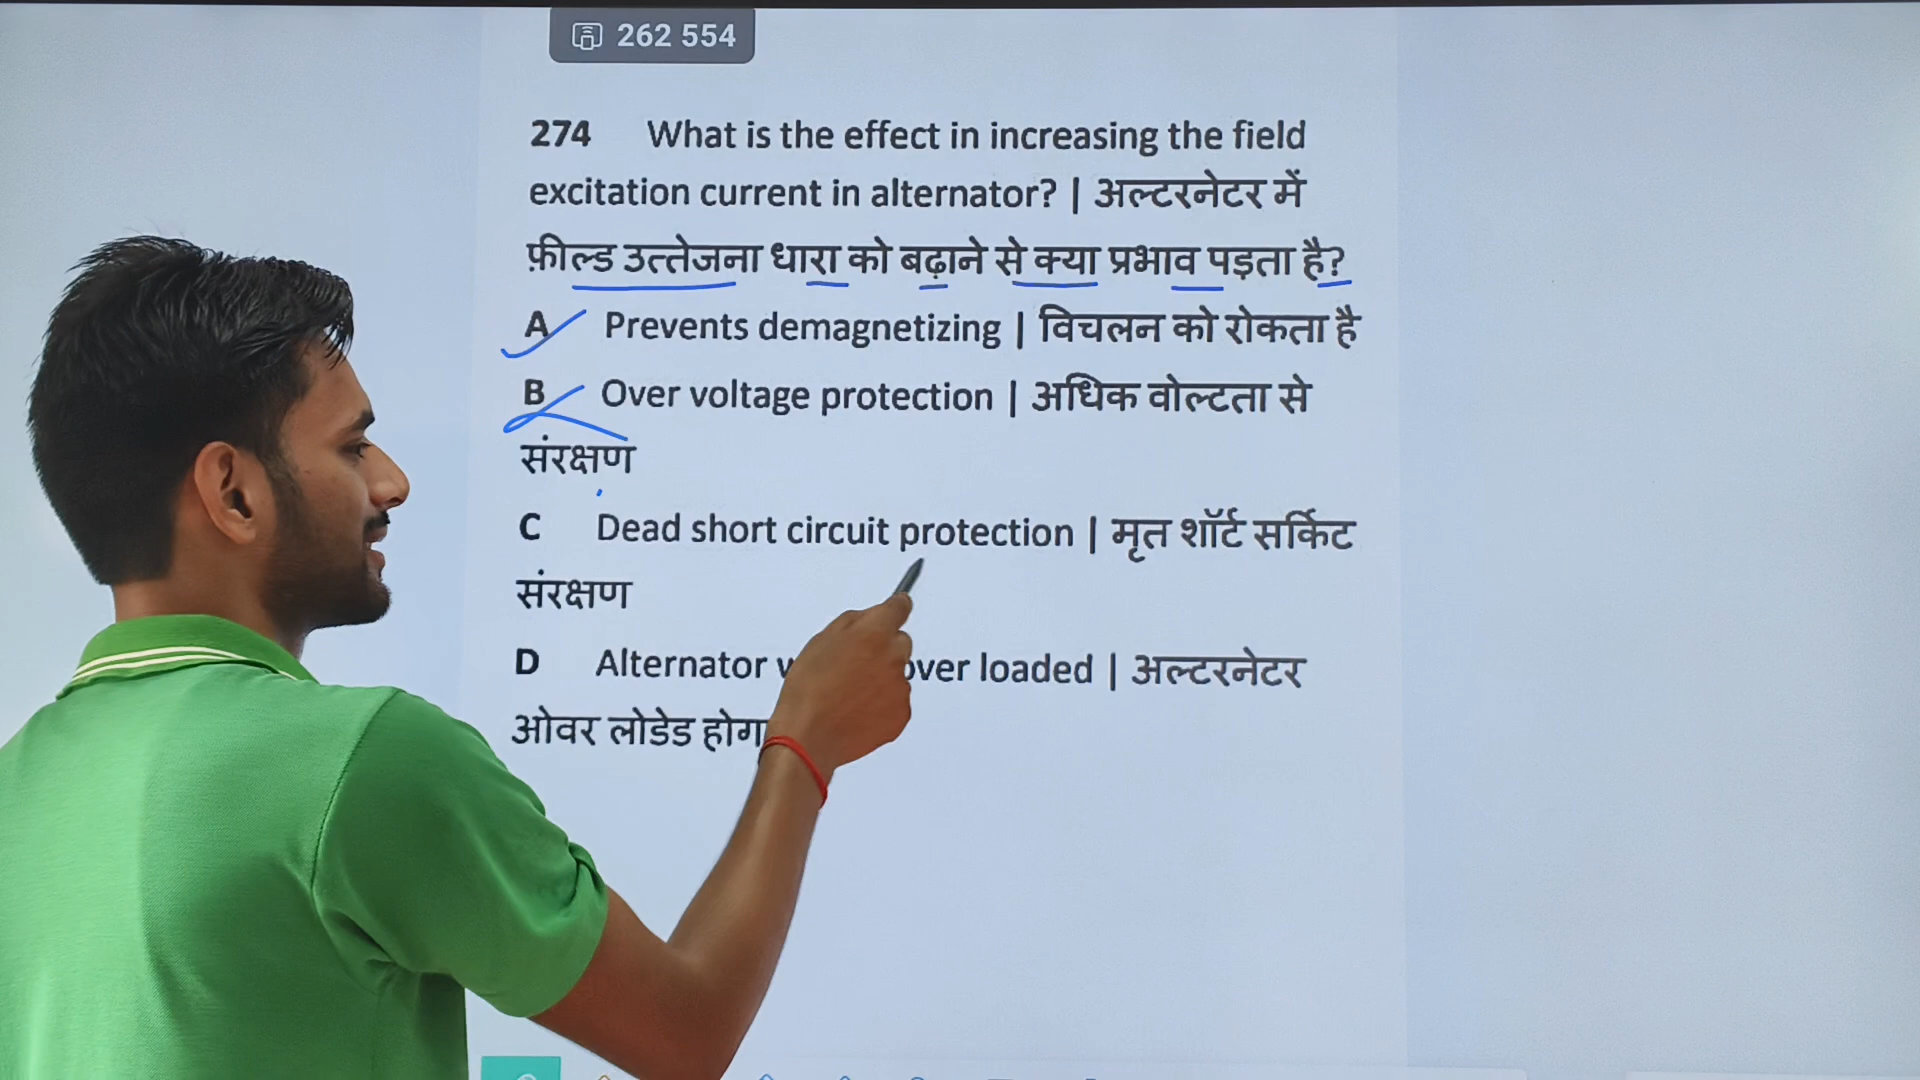 262 554
274 What is the effect in increasing the field
excitation current in alternator? | अल्टरनेटर में
फ़ील्ड उत्तेजना धारा को बढ़ाने से क्या प्रभाव पड़ता है?
A Prevents demagnetizing | विचलन को रोकता है
B Over voltage protection | अधिक वोल्टता से
संरक्षण
C Dead short circuit protection | मृत शॉर्ट सर्किट
संरक्षण
D Alternator over loaded | अल्टरनेटर
ओवर लोडेड